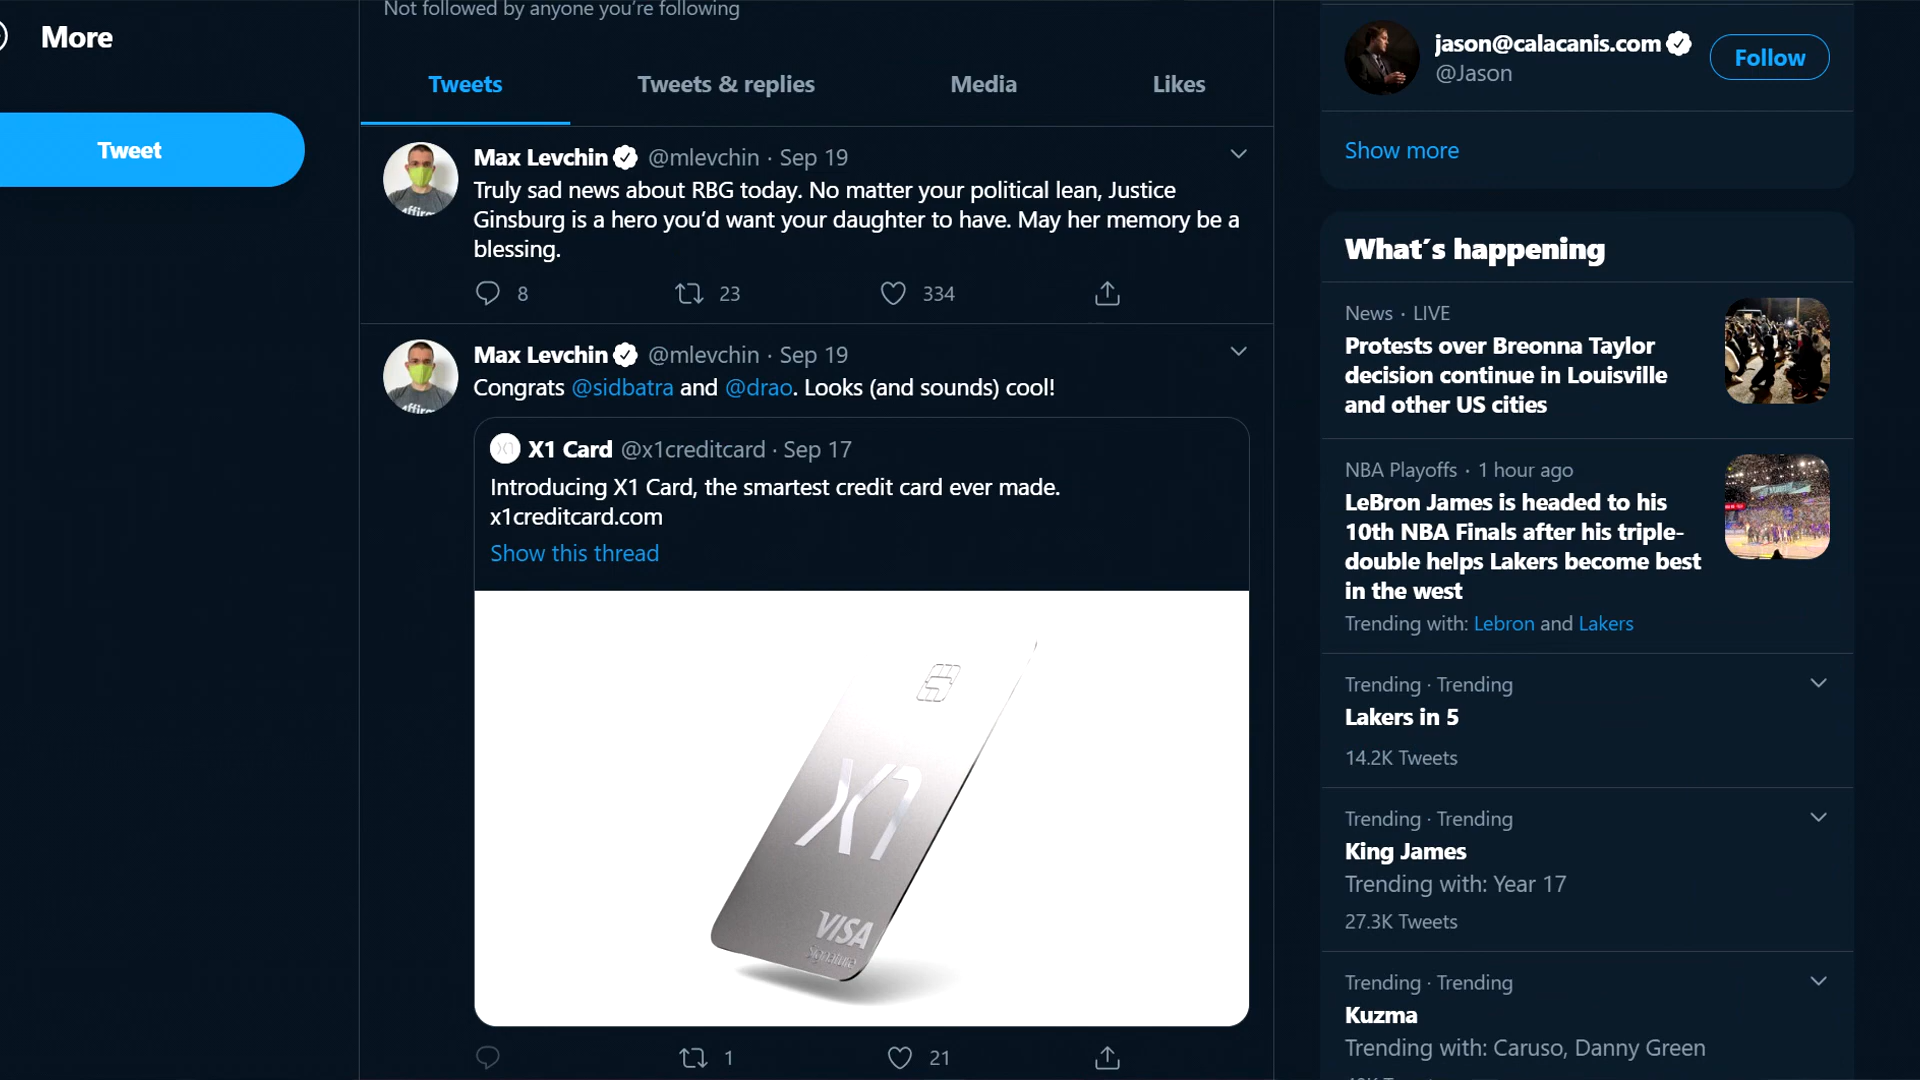 More
Tweet
Not followed by anyone you're following
Tweets
Tweets & replies
Media
Likes
Max Levchin @mlevchin · Sep 19
Truly sad news about RBG today. No matter your political lean, Justice
Ginsburg is a hero you'd want your daughter to have. May her memory be a
blessing.
8
23
334
Max Levchin @mlevchin · Sep 19
Congrats @sidbatra and @drao. Looks (and sounds) cool!
X1 Card @x1creditcard · Sep 17
Introducing X1 Card, the smartest credit card ever made.
x1creditcard.com
Show this thread
X1
VISA
Signature
1
21
jason@calacanis.com
@Jason
Follow
Show more
What's happening
News · LIVE
Protests over Breonna Taylor
decision continue in Louisville
and other US cities
NBA Playoffs · 1 hour ago
LeBron James is headed to his
10th NBA Finals after his triple-
double helps Lakers become best
in the west
Trending with: Lebron and Lakers
Trending · Trending
Lakers in 5
14.2K Tweets
Trending · Trending
King James
Trending with: Year 17
27.3K Tweets
Trending · Trending
Kuzma
Trending with: Caruso, Danny Green